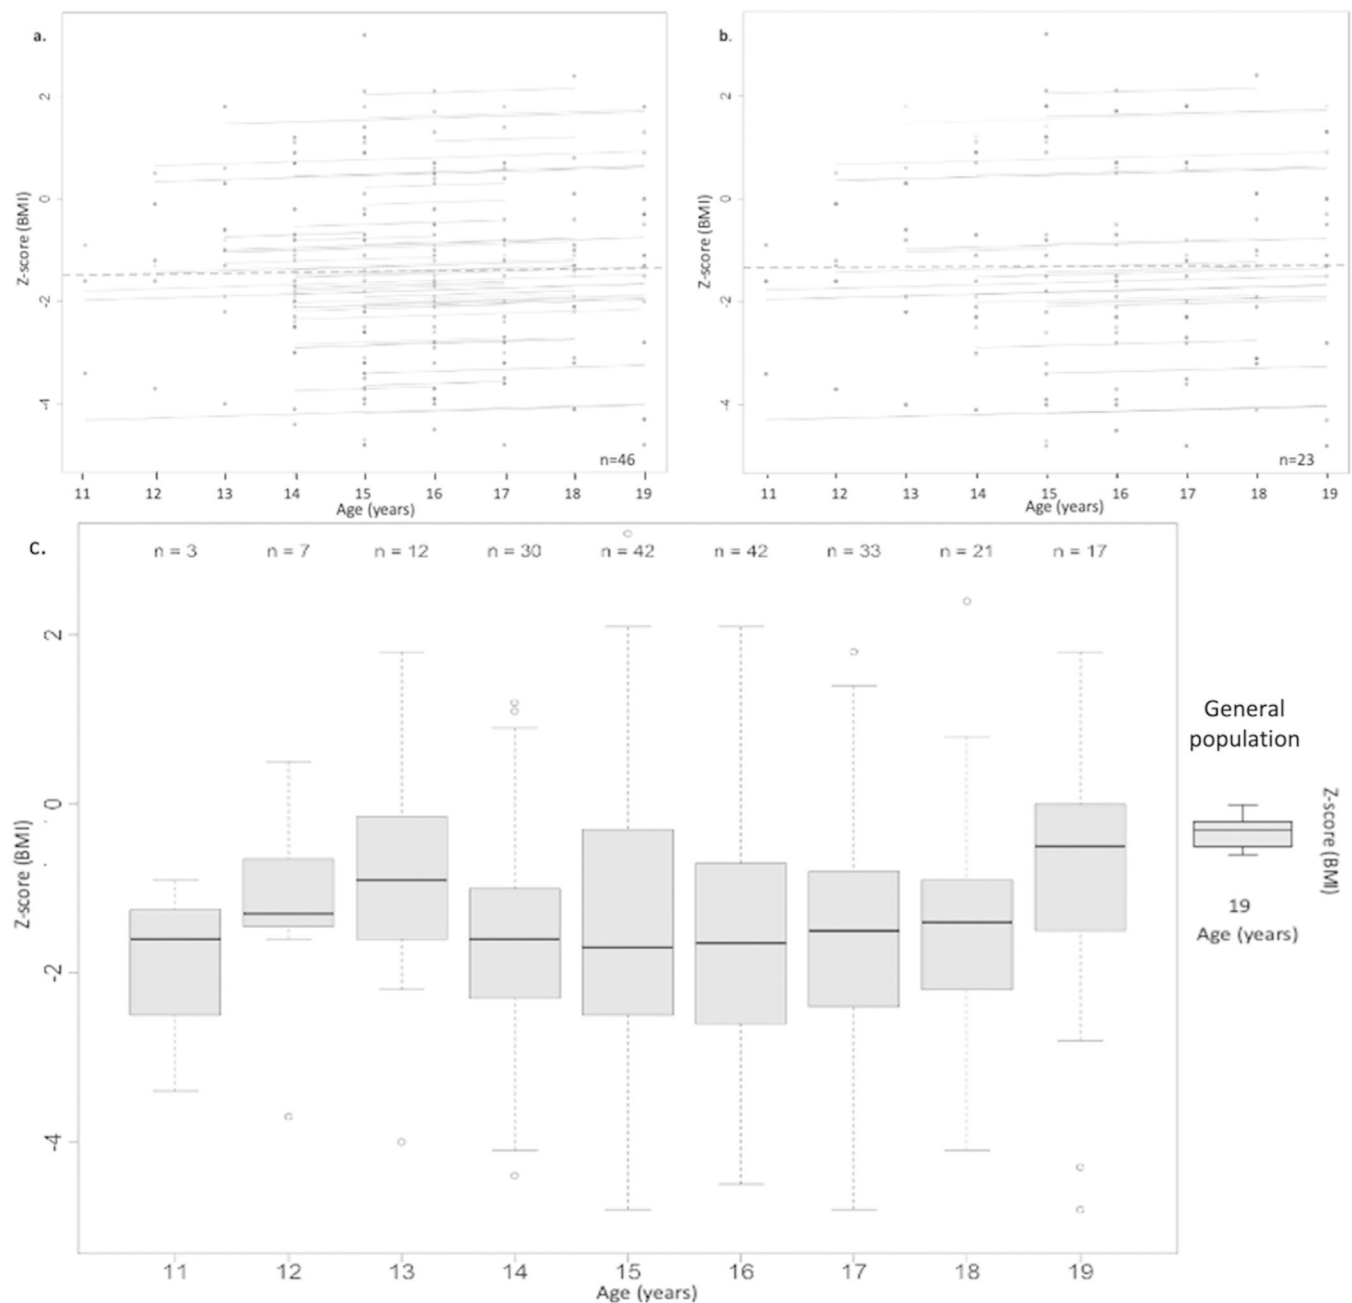 a.
Z-score (BMI)
2
0
-2
-4
n=46
11 12 13 14 15 16 17 18 19
Age (years)
b.
Z-score (BMI)
2
0
-2
-4
n=23
11 12 13 14 15 16 17 18 19
Age (years)
c.
n = 3 n = 7 n = 12 n = 30 n = 42 n = 42 n = 33 n = 21 n = 17
Z-score (BMI)
2
0
-2
-4
11 12 13 14 15 16 17 18 19
Age (years)
General
population
Z-score (BMI)
19
Age (years)